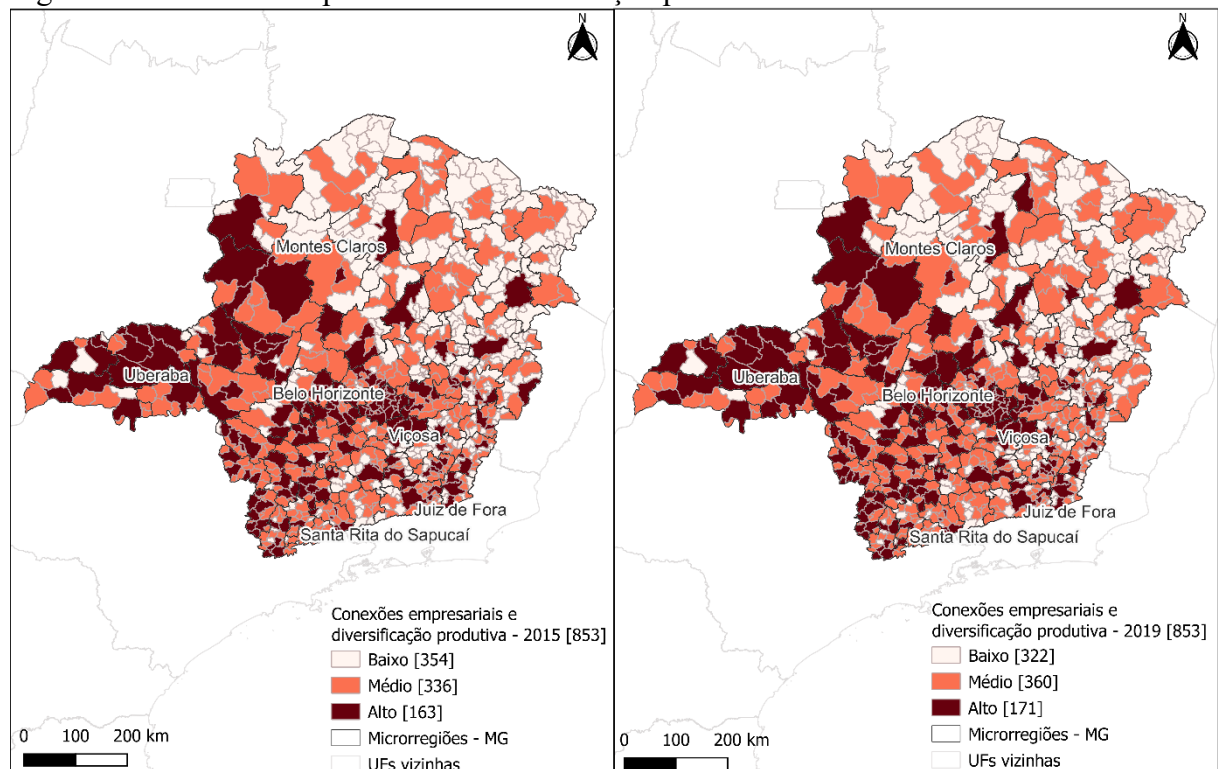 N
Montes Claros
Uberaba
Belo Horizonte
Viçosa
Juiz de Fora
Santa Rita do Sapucaí
Conexões empresariais e
diversificação produtiva - 2015 [853]
Baixo [354]
Médio [336]
Alto [163]
Microrregiões - MG
UFs vizinhas
0 100 200 km
N
Montes Claros
Uberaba
Belo Horizonte
Viçosa
Juiz de Fora
Santa Rita do Sapucaí
Conexões empresariais e
diversificação produtiva - 2019 [853]
Baixo [322]
Médio [360]
Alto [171]
Microrregiões - MG
UFs vizinhas
0 100 200 km